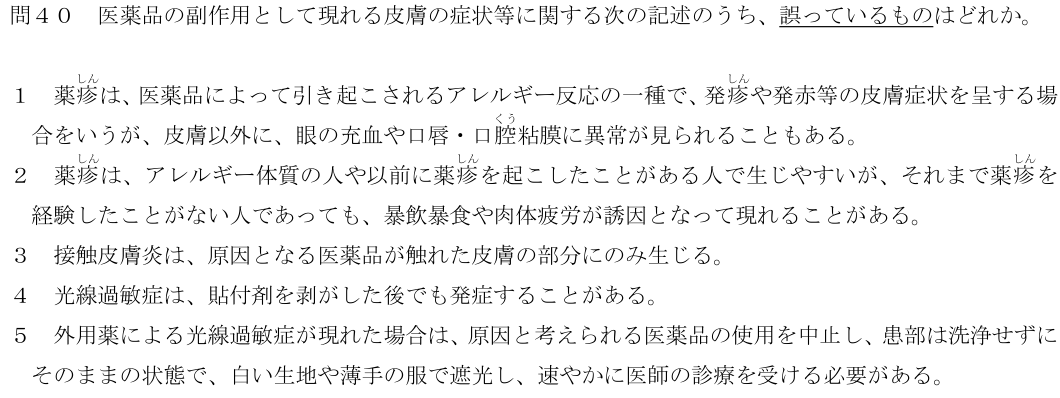 問４０　医薬品の副作用として現れる皮膚の症状等に関する次の記述のうち、誤っているものはどれか。
１　薬疹しんは、医薬品によって引き起こされるアレルギー反応の一種で、発疹しんや発赤等の皮膚症状を呈する場
合をいうが、皮膚以外に、眼の充血や口唇・口腔くう粘膜に異常が見られることもある。
２　薬疹しんは、アレルギー体質の人や以前に薬疹しんを起こしたことがある人で生じやすいが、それまで薬疹しんを
経験したことがない人であっても、暴飲暴食や肉体疲労が誘因となって現れることがある。
３　接触皮膚炎は、原因となる医薬品が触れた皮膚の部分にのみ生じる。
４　光線過敏症は、貼付剤を剥がした後でも発症することがある。
５　外用薬による光線過敏症が現れた場合は、原因と考えられる医薬品の使用を中止し、患部は洗浄せずに
そのままの状態で、白い生地や薄手の服で遮光し、速やかに医師の診療を受ける必要がある。